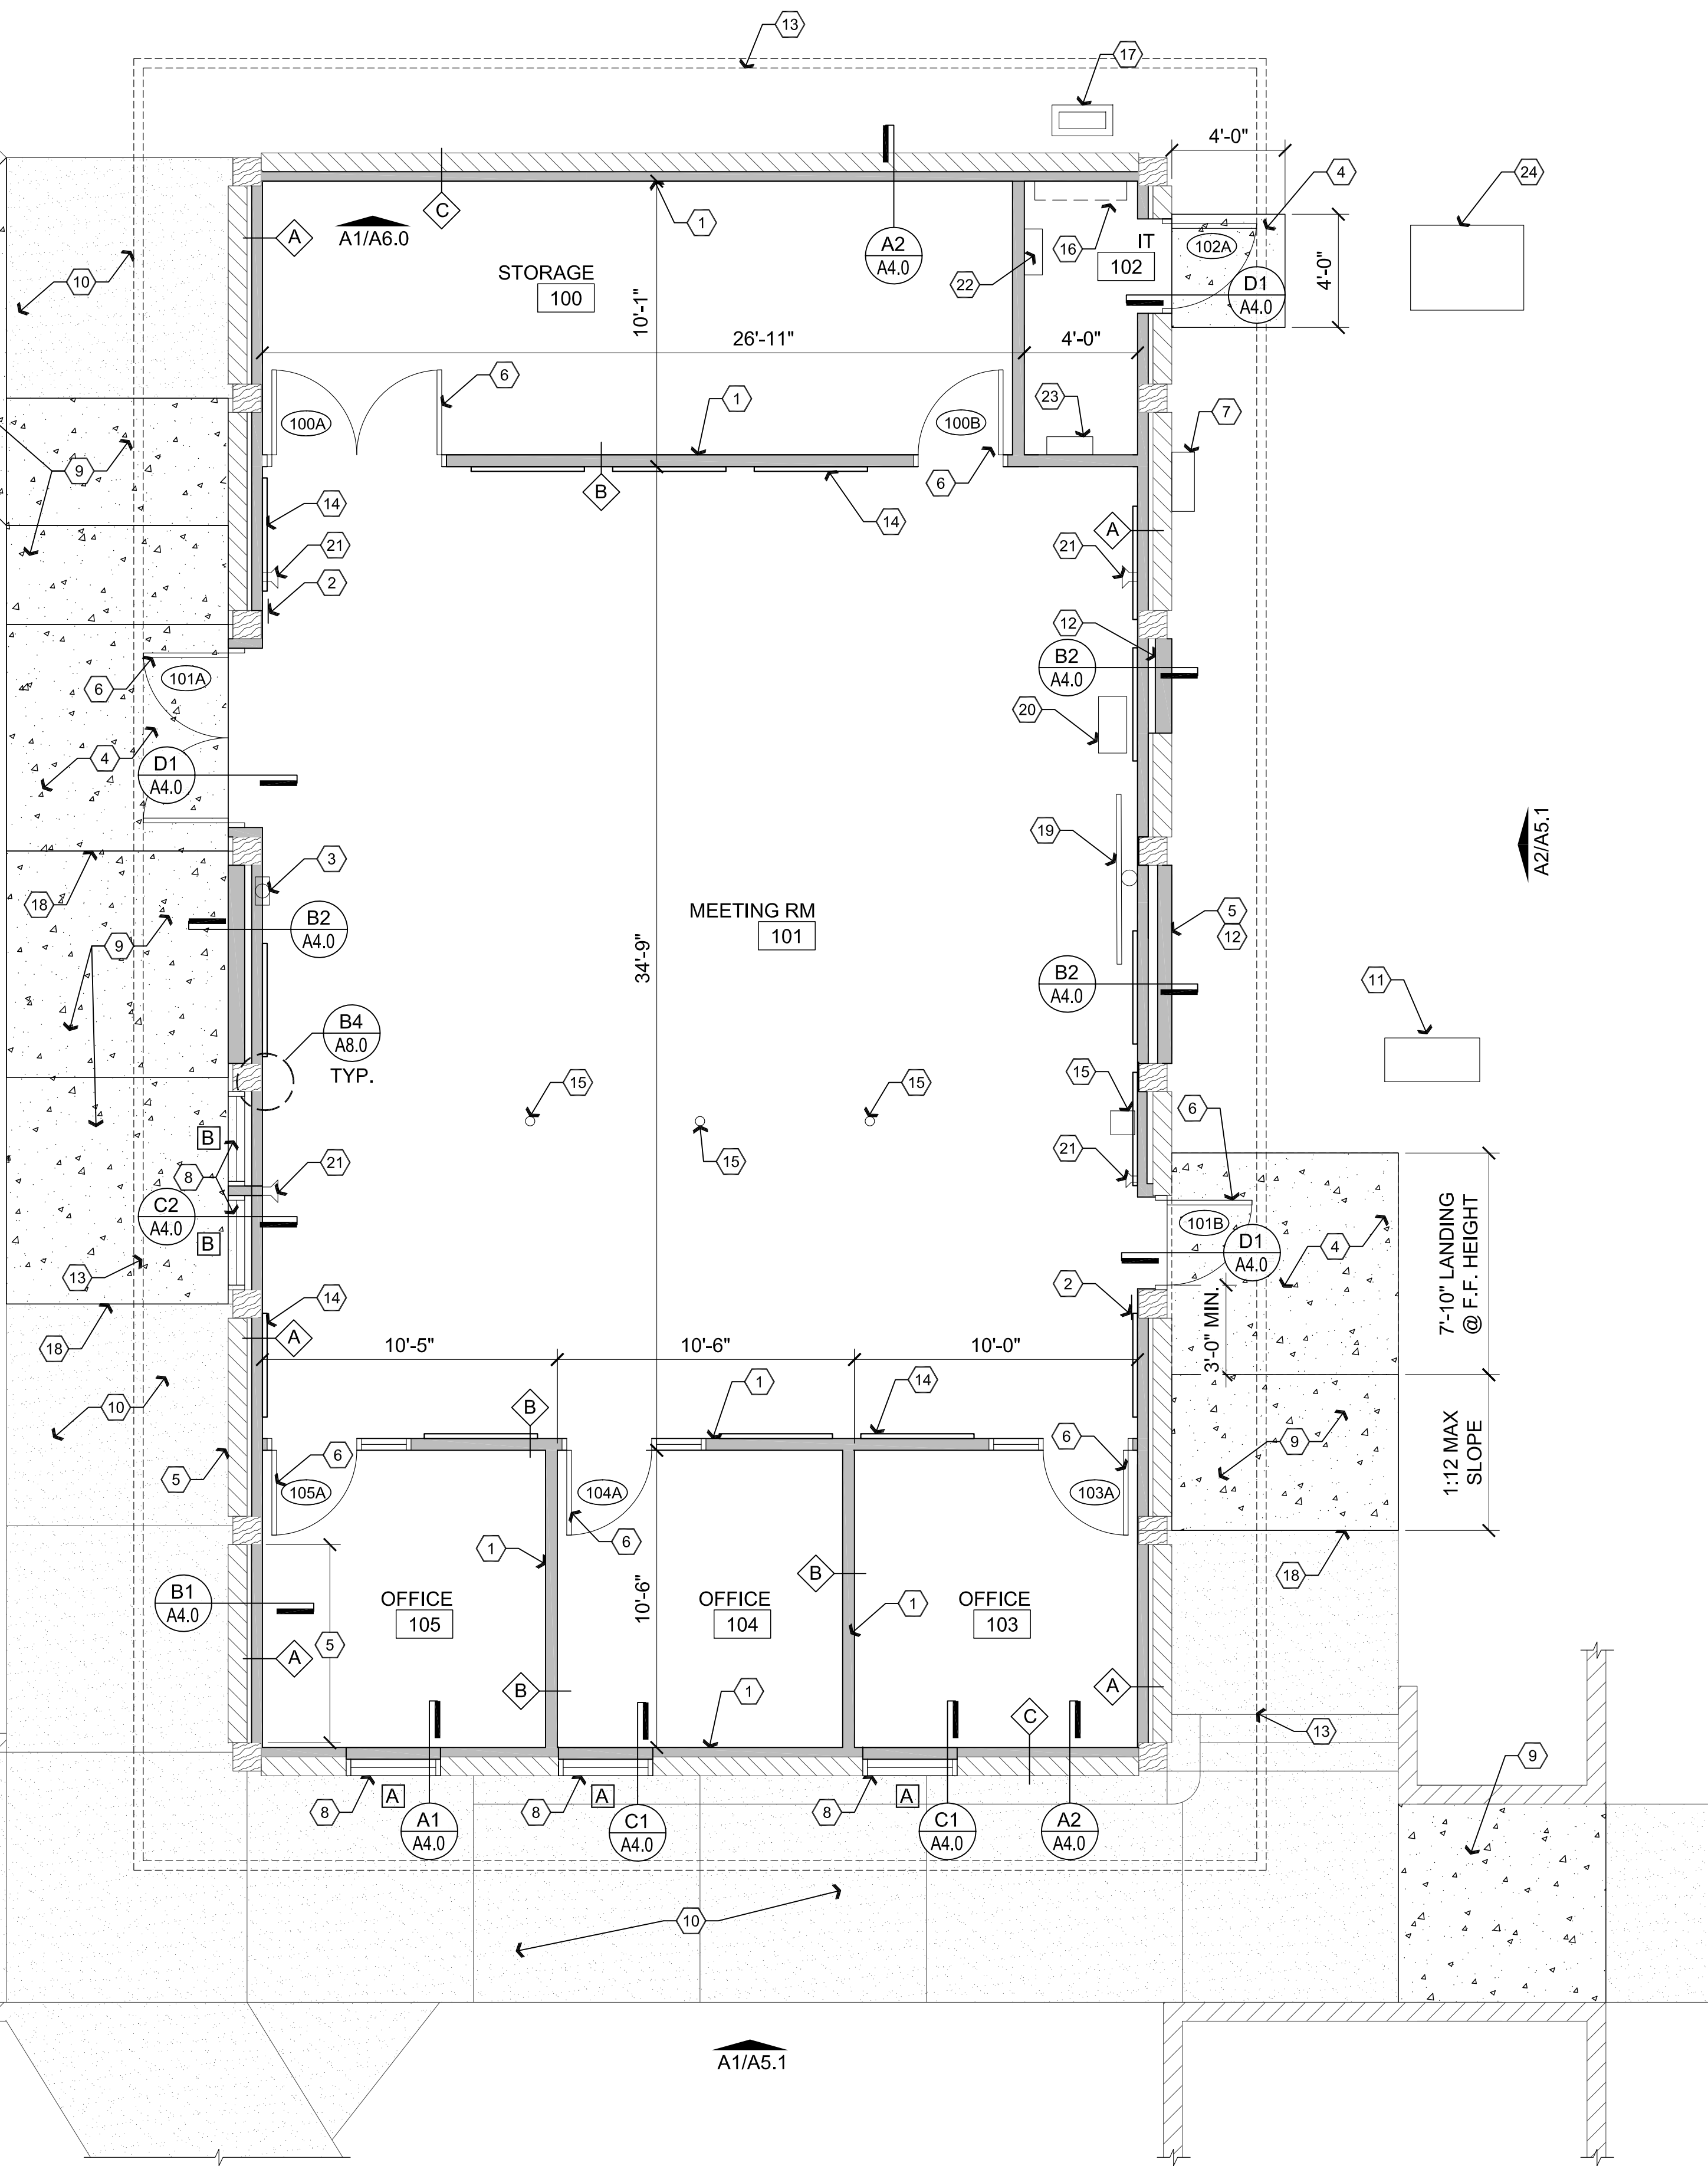 13
17
4'-0"
4
24
C
A
A1/A6.0
1
A2
A4.0
16
IT
102
102A
10
STORAGE
100
22
D1
A4.0
4'-0"
10'-1"
26'-11"
4'-0"
6
1
23
7
100A
100B
9
B
6
14
14
A
21
21
2
12
B2
A4.0
6
101A
20
4
D1
A4.0
19
A2/A5.1
3
18
MEETING RM
101
B2
A4.0
5
12
9
34'-9"
B2
A4.0
11
B4
A8.0
TYP.
15
15
15
6
B
15
8
21
21
C2
A4.0
101B
D1
A4.0
4
7'-10" LANDING
@ F.F. HEIGHT
B
13
14
2
3'-0" MIN.
18
A
10'-5"
10'-6"
10'-0"
10
B
1
14
5
6
6
9
1:12 MAX
SLOPE
105A
104A
103A
1
6
B
18
B1
A4.0
OFFICE
105
10'-6"
OFFICE
104
1
OFFICE
103
5
A
B
1
A
C
13
9
8
A
8
A
8
A
A1
A4.0
C1
A4.0
C1
A4.0
A2
A4.0
10
A1/A5.1